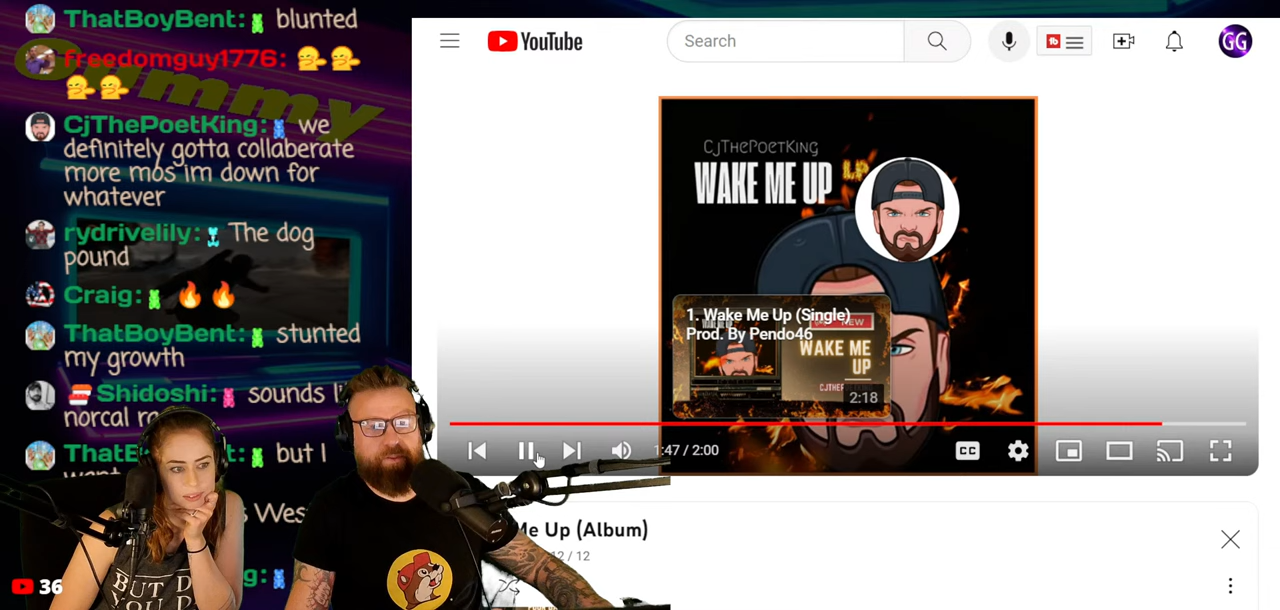 ThatBoyBent: blunted
freedomguy1776:
Gummy
CjThePoetKing: we
definitely gotta collaberate
more mos im down for
whatever
rydrivelily: The dog
pound
Craig:
ThatBoyBent: stunted
my growth
Shidoshi: sounds
norcal
but I
36
YouTube
Search
GG
CjThePoetKing
WAKE ME UP LP
1. Wake Me Up (Single)
Prod. By Pendo46
NEW
WAKE ME
UP
2:18
1:47 / 2:00
CC
Me Up (Album)
12 / 12